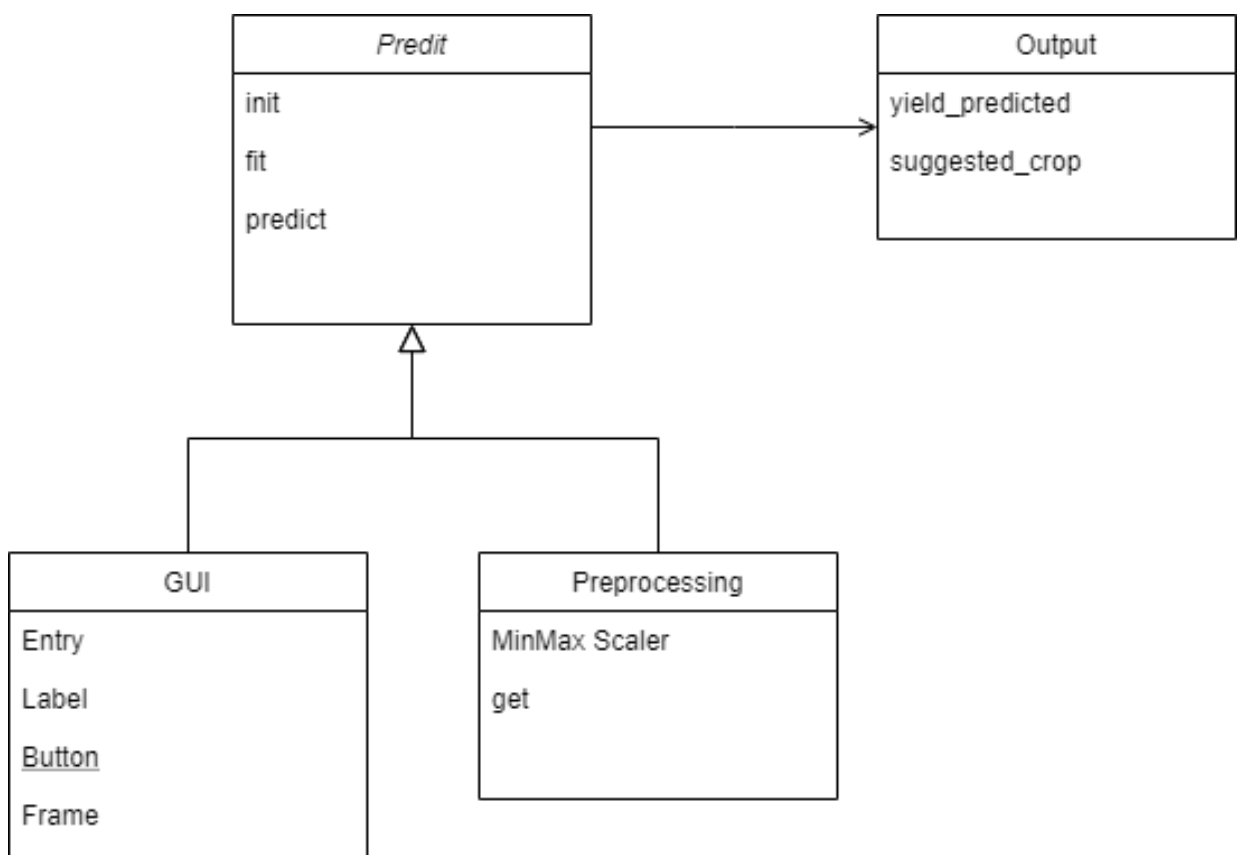 Predit
init
fit
predict
Output
yield_predicted
suggested_crop
GUI
Entry
Label
Button
Frame
Preprocessing
MinMax Scaler
get